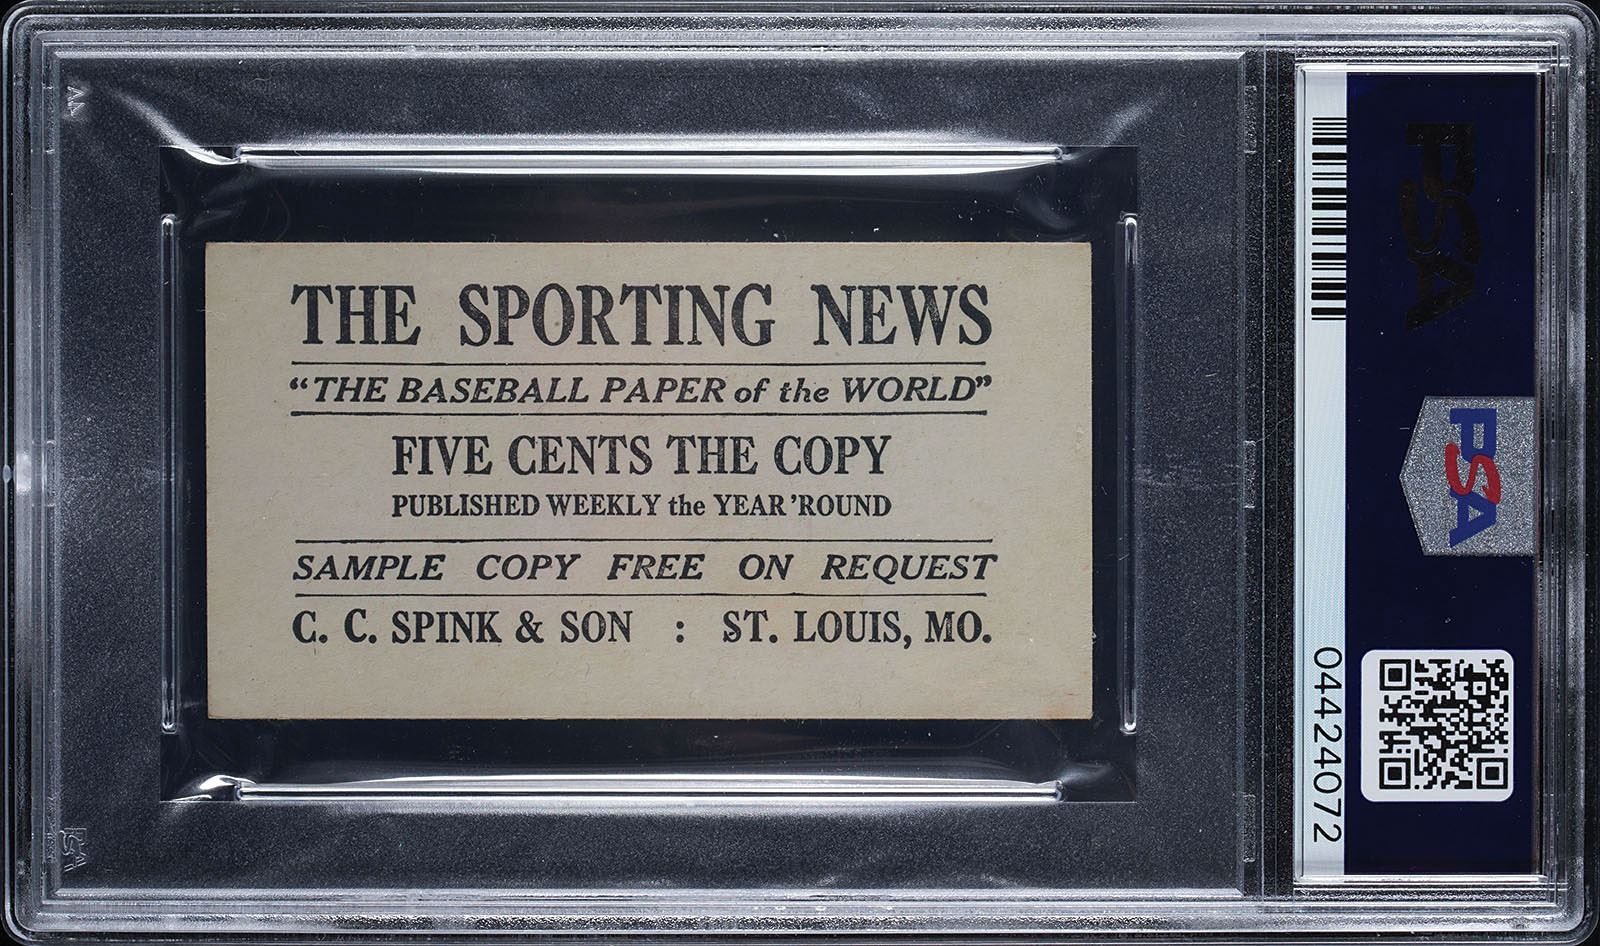 THE SPORTING NEWS
“THE BASEBALL PAPER of the WORLD”
FIVE CENTS THE COPY
PUBLISHED WEEKLY the YEAR ’ROUND
SAMPLE COPY FREE ON REQUEST
C. C. SPINK & SON : ST. LOUIS, MO.
PSA
PSA
04424072
PSA